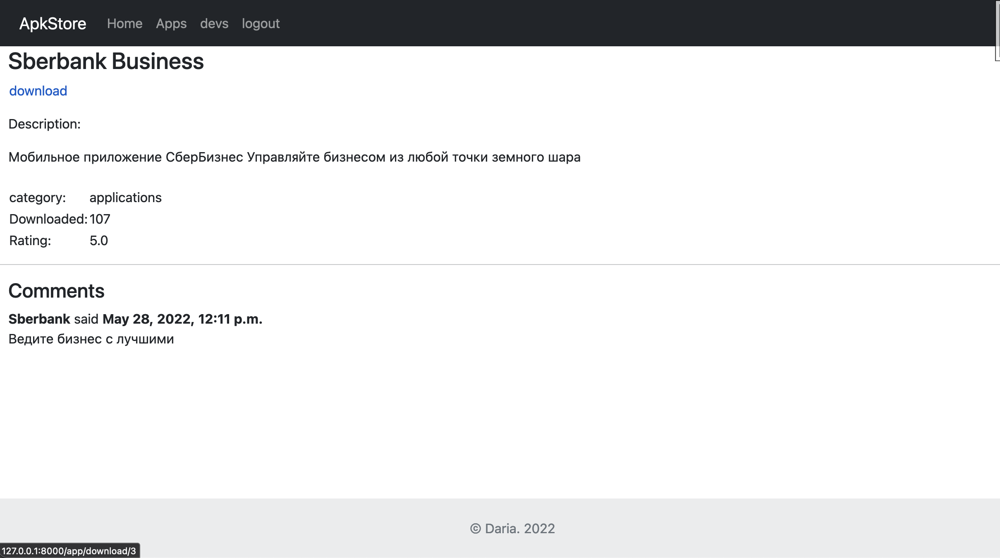 ApkStore Home Apps devs logout
Sberbank Business
download
Description:
Мобильное приложение СберБизнес Управляйте бизнесом из любой точки земного шара
category: applications
Downloaded: 107
Rating: 5.0
Comments
Sberbank said May 28, 2022, 12:11 p.m.
Ведите бизнес с лучшими
© Daria. 2022
127.0.0.1:8000/app/download/3